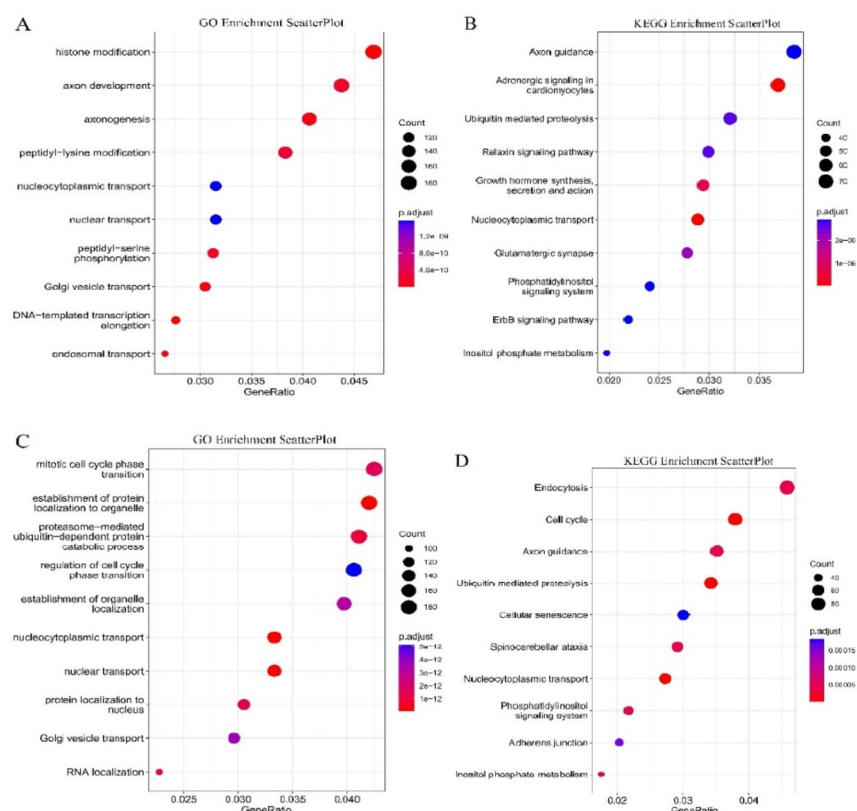 A
GO Enrichment ScatterPlot
histone modification
axon development
axonogenesis
peptidyl-lysine modification
nucleocytoplasmic transport
nuclear transport
peptidyl-serine
phosphorylation
Golgi vesicle transport
DNA-templated transcription
elongation
endosomal transport
0.030 0.035 0.040 0.045
GeneRatio
Count
120
140
160
180
p.adjust
1.2e-09
8.0e-10
4.0e-10
B
KEGG Enrichment ScatterPlot
Axon guidance
Adrenergic signaling in
cardiomyocytes
Ubiquitin mediated proteolysis
Relaxin signaling pathway
Growth hormone synthesis,
secretion and action
Nucleocytoplasmic transport
Glutamatergic synapse
Phosphatidylinositol
signaling system
ErbB signaling pathway
Inositol phosphate metabolism
0.020 0.025 0.030 0.035
GeneRatio
Count
40
50
60
70
p.adjust
2e-06
1e-06
C
GO Enrichment ScatterPlot
mitotic cell cycle phase
transition
establishment of protein
localization to organelle
proteasome-mediated
ubiquitin-dependent protein
catabolic process
regulation of cell cycle
phase transition
establishment of organelle
localization
nucleocytoplasmic transport
nuclear transport
protein localization to
nucleus
Golgi vesicle transport
RNA localization
0.025 0.030 0.035 0.040
GeneRatio
Count
100
120
140
160
180
p.adjust
5e-12
4e-12
3e-12
2e-12
1e-12
D
KEGG Enrichment ScatterPlot
Endocytosis
Cell cycle
Axon guidance
Ubiquitin mediated proteolysis
Cellular senescence
Spinocerebellar ataxia
Nucleocytoplasmic transport
Phosphatidylinositol
signaling system
Adherens junction
Inositol phosphate metabolism
0.02 0.03 0.04
GeneRatio
Count
40
60
80
p.adjust
0.00015
0.00010
0.00005